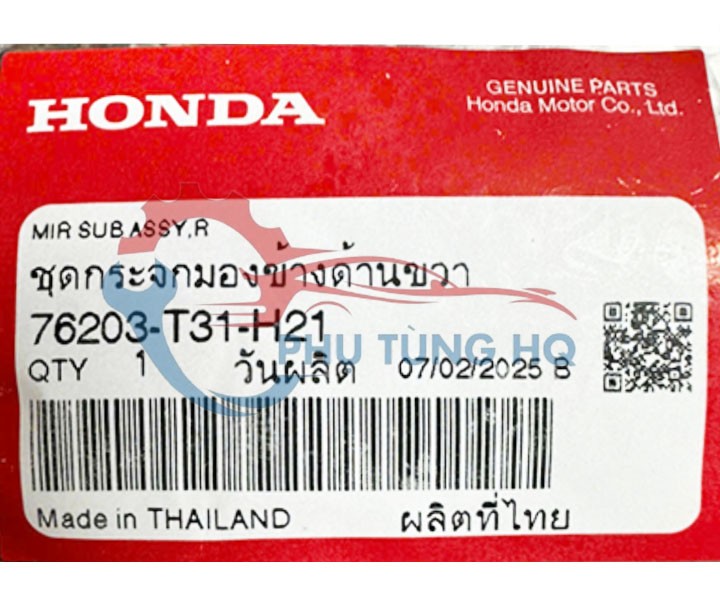 HONDA
GENUINE PARTS
Honda Motor Co., Ltd.
MIR SUB ASSY,R
ชุดกระจกมองข้างด้านขวา
76203-T31-H21
PHỤ TÙNG HQ
QTY 1 วันผลิต 07/02/2025 B
Made in THAILAND ผลิตที่ไทย